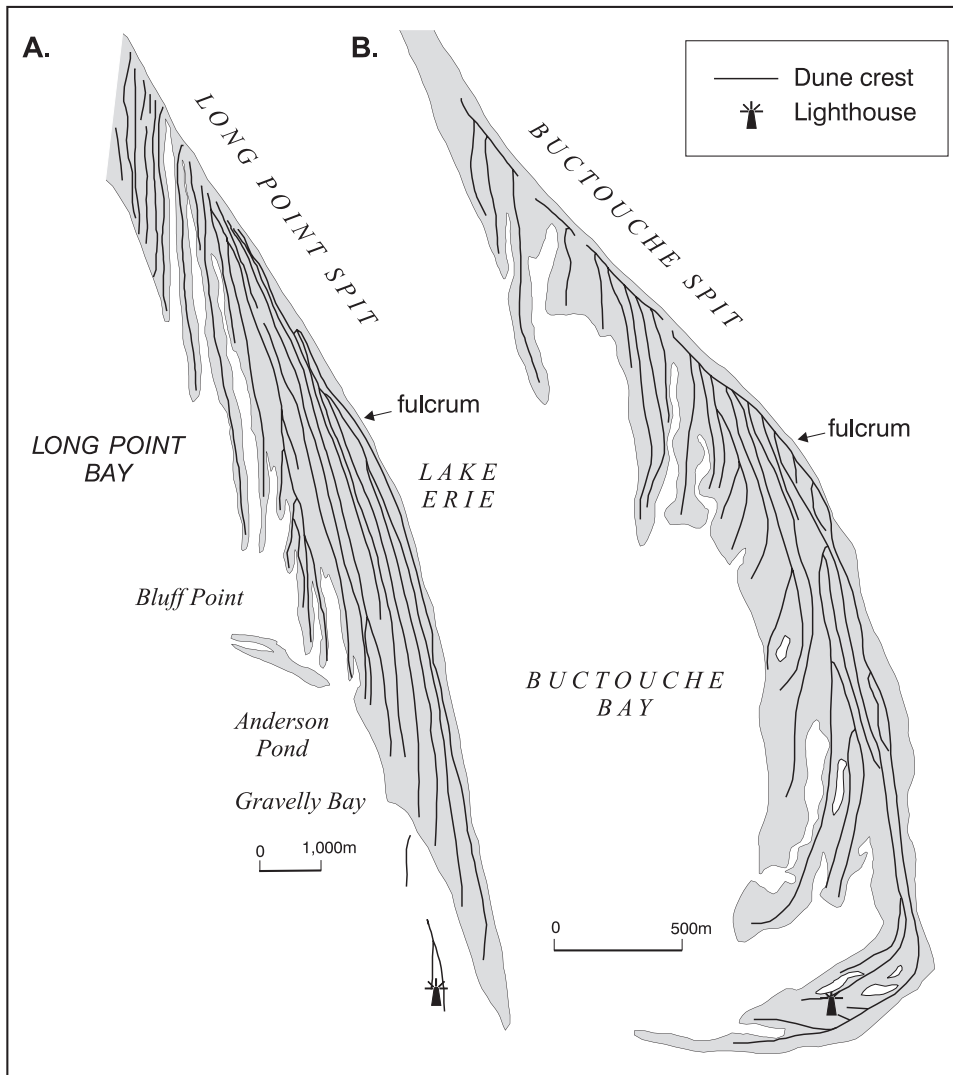 A.
B.
Dune crest
Lighthouse
LONG POINT SPIT
BUCTOUCHE SPIT
fulcrum
fulcrum
LONG POINT
BAY
LAKE
ERIE
Bluff Point
BUCTOUCHE
BAY
Anderson
Pond
Gravelly Bay
0 1,000m
0 500m